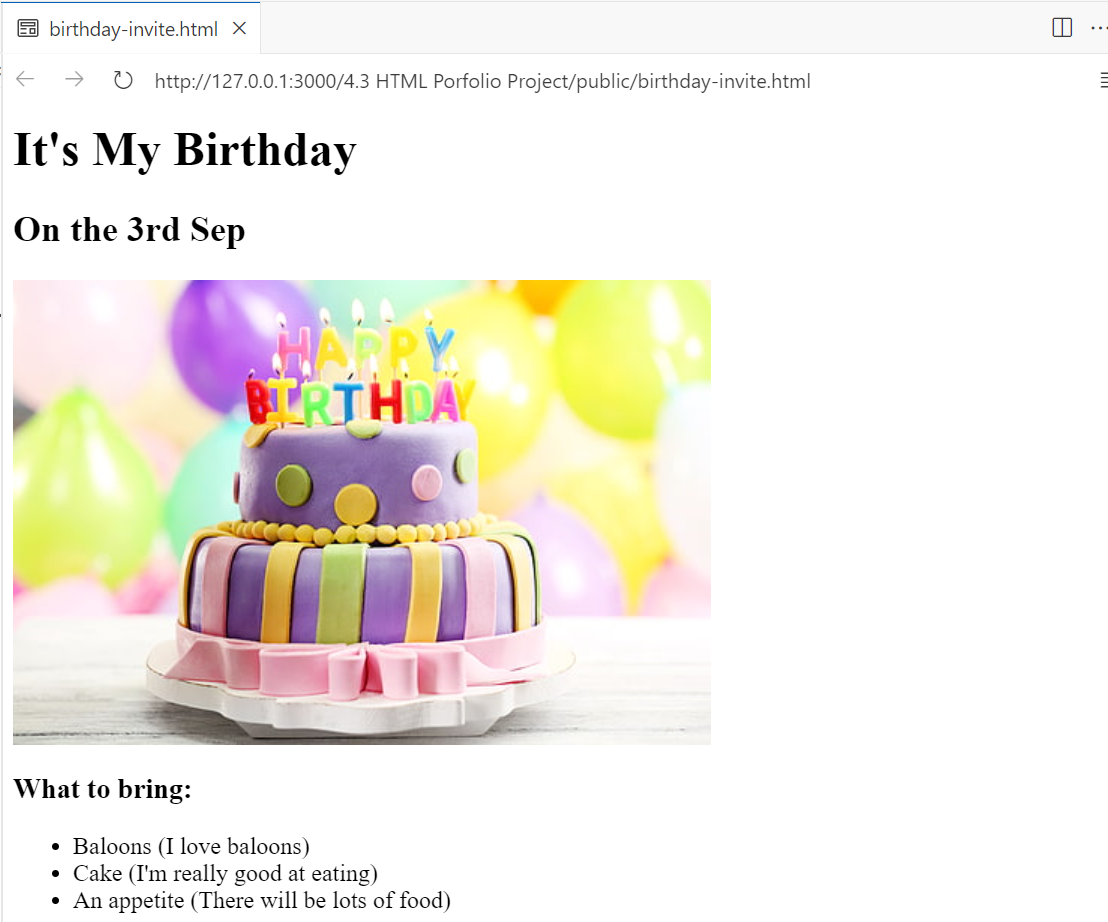 birthday-invite.html
http://127.0.0.1:3000/4.3 HTML Porfolio Project/public/birthday-invite.html
It's My Birthday
On the 3rd Sep
HAPPY
BIRTHDAY
What to bring:
Baloons (I love baloons)
Cake (I'm really good at eating)
An appetite (There will be lots of food)